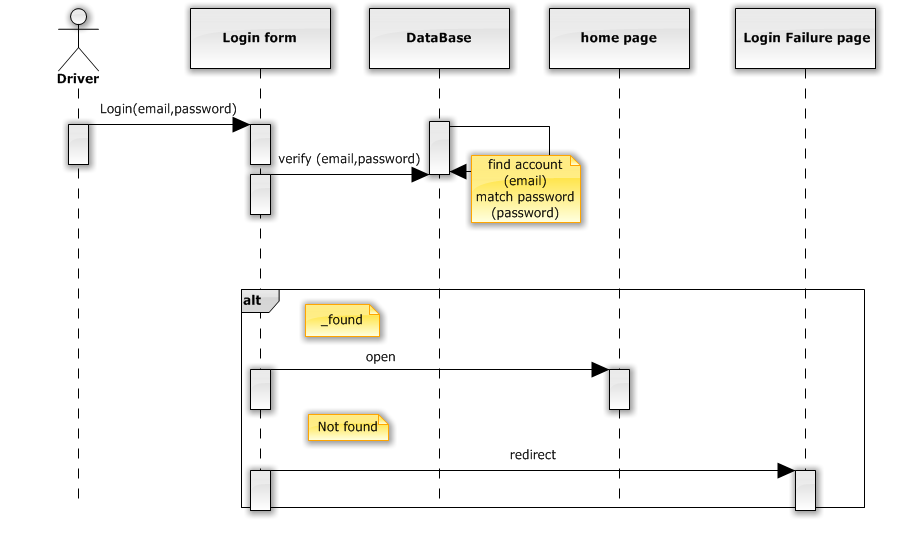 Driver
Login form
DataBase
home page
Login Failure page
Login(email,password)
verify (email,password)
find account
(email)
match password
(password)
alt
_found
open
Not found
redirect